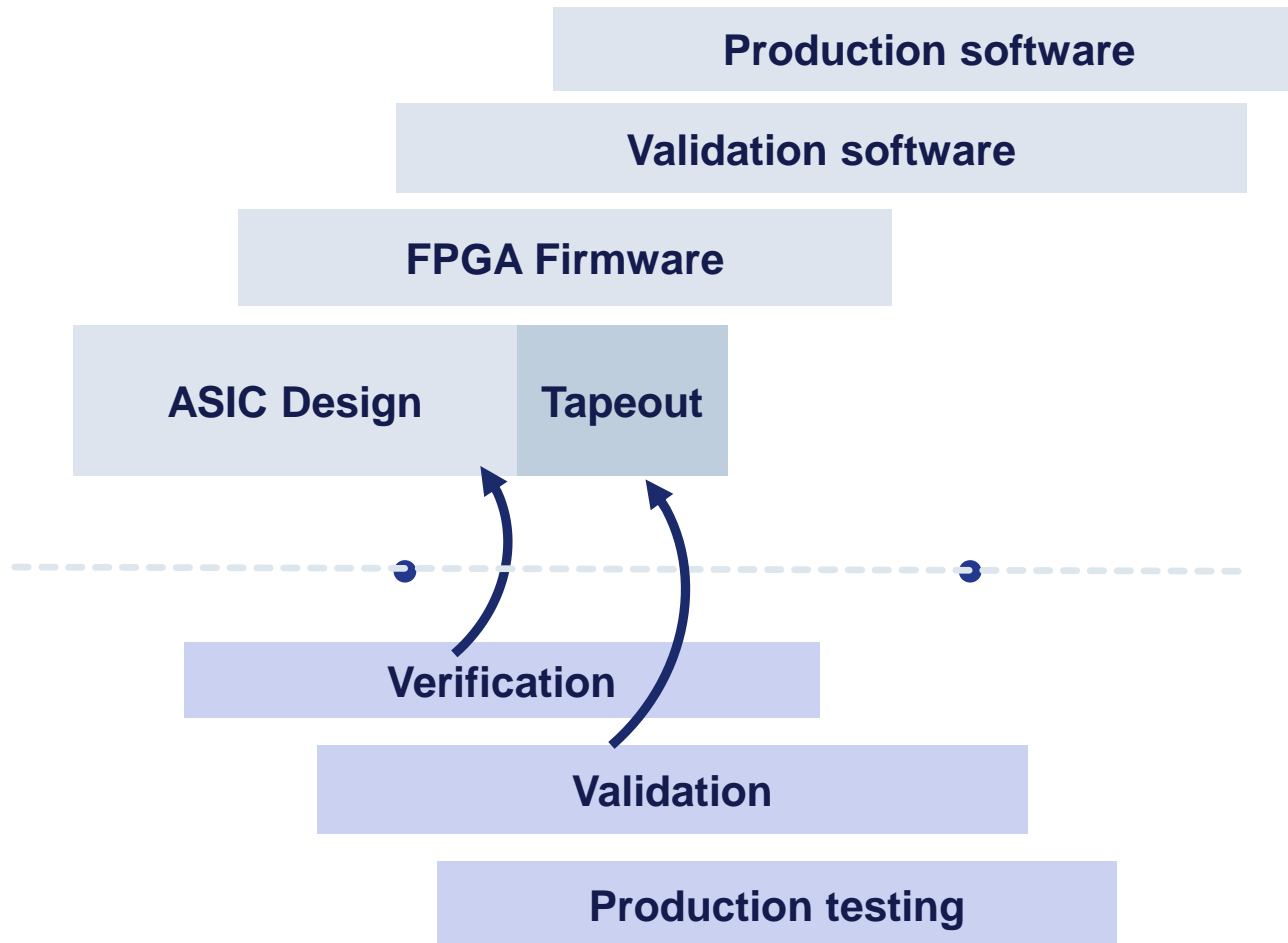 Production software
Validation software
FPGA Firmware
ASIC Design
Tapeout
Verification
Validation
Production testing